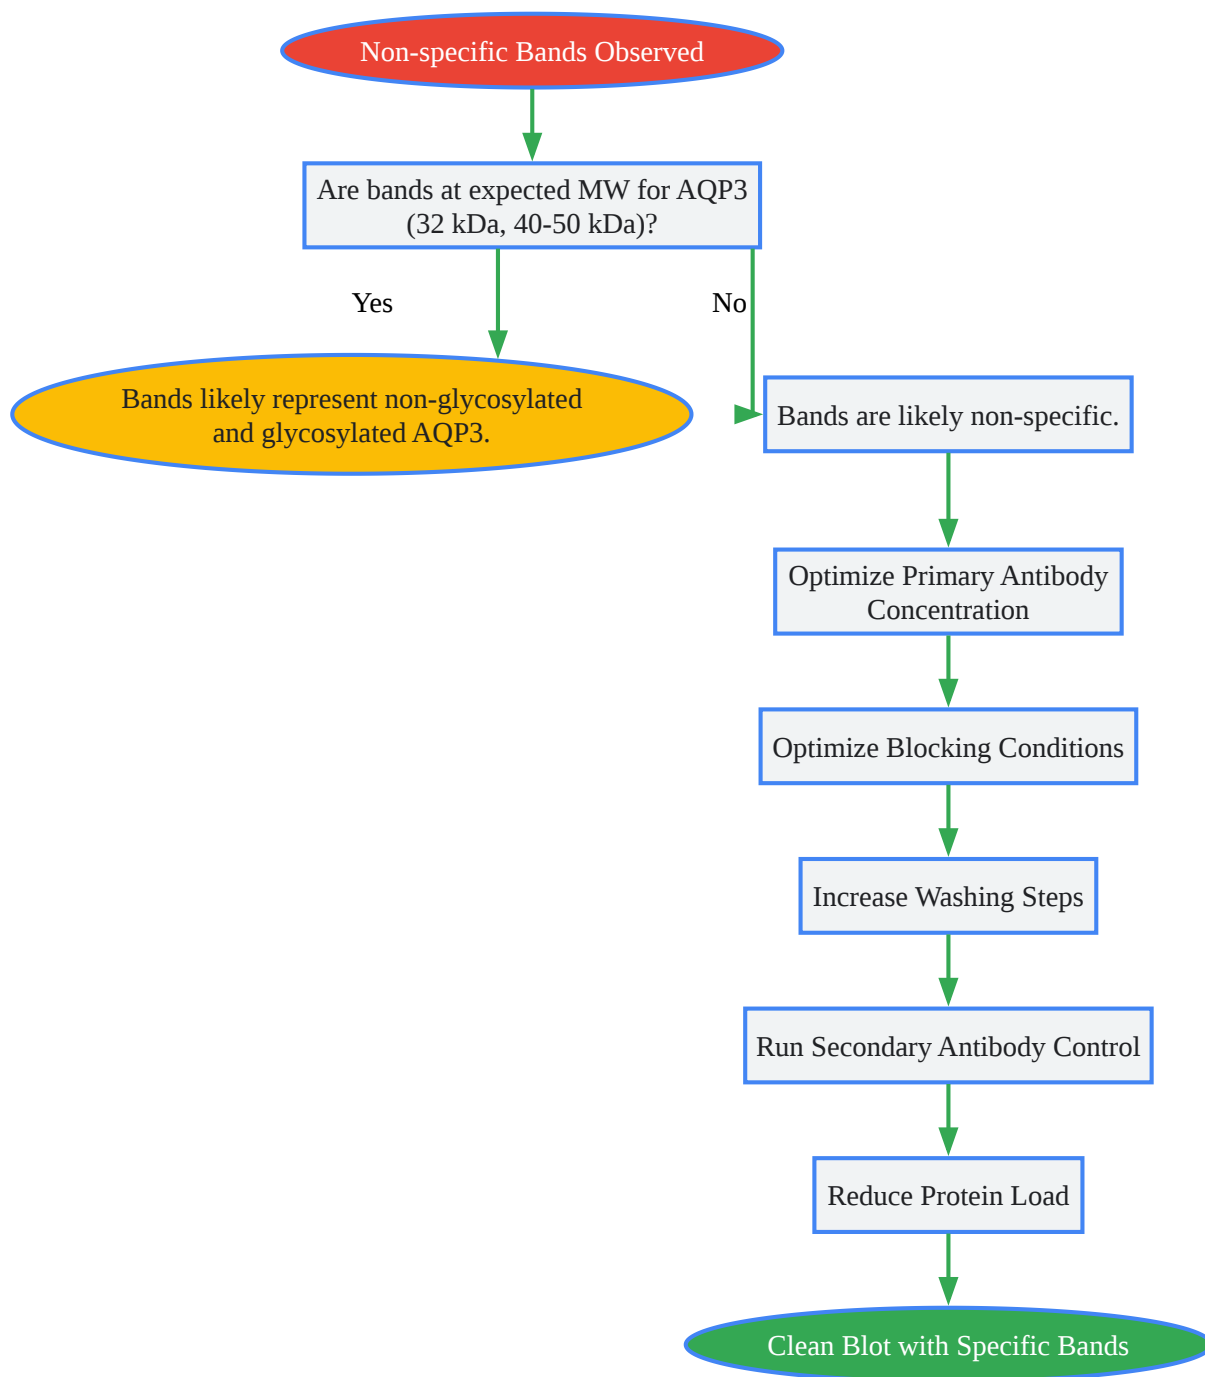 Non-specific Bands Observed
Are bands at expected MW for AQP3
(32 kDa, 40-50 kDa)?
Yes
No
Bands likely represent non-glycosylated
and glycosylated AQP3.
Bands are likely non-specific.
Optimize Primary Antibody
Concentration
Optimize Blocking Conditions
Increase Washing Steps
Run Secondary Antibody Control
Reduce Protein Load
Clean Blot with Specific Bands